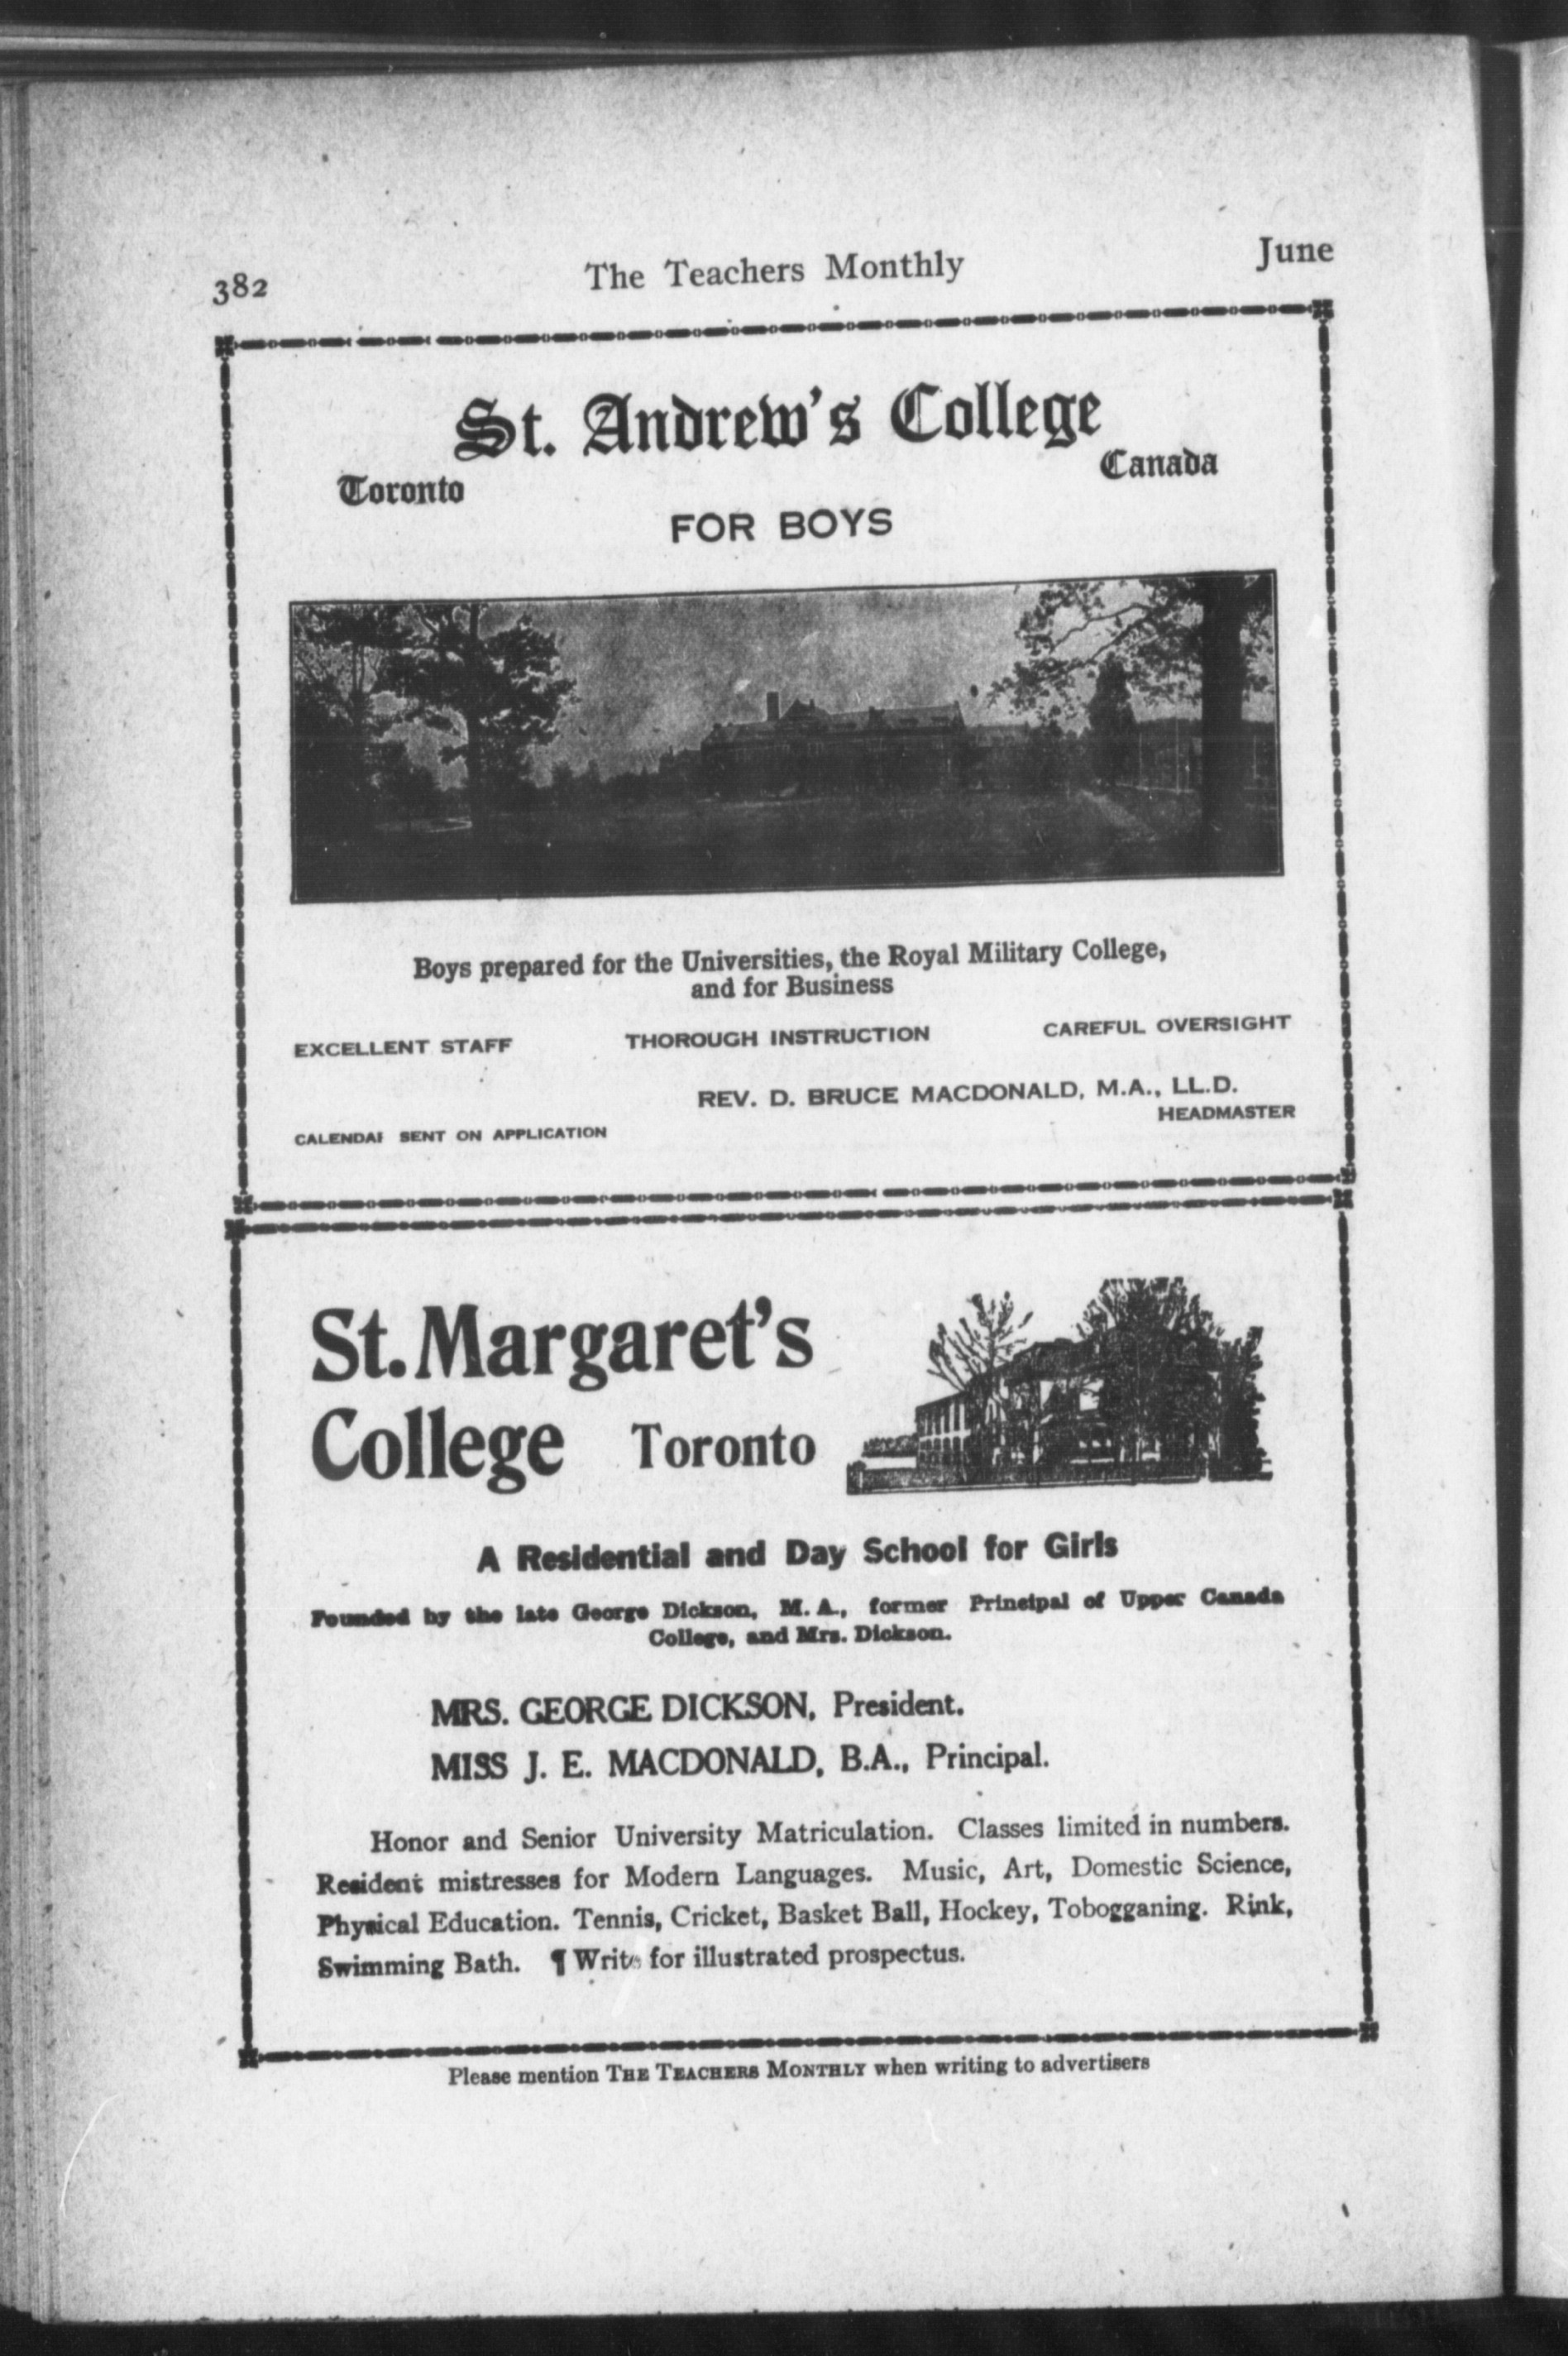 382 The Teachers Monthly June
St. Andrew's College
Toronto Canada
FOR BOYS
Boys prepared for the Universities, the Royal Military College,
and for Business
EXCELLENT STAFF THOROUGH INSTRUCTION CAREFUL OVERSIGHT
REV. D. BRUCE MACDONALD, M.A., LL.D.
HEADMASTER
CALENDAR SENT ON APPLICATION
St. Margaret's
College Toronto
A Residential and Day School for Girls
Founded by the late George Dickson, M. A., former Principal of Upper Canada
College, and Mrs. Dickson.
MRS. GEORGE DICKSON, President.
MISS J. E. MACDONALD, B.A., Principal.
Honor and Senior University Matriculation. Classes limited in numbers.
Resident mistresses for Modern Languages. Music, Art, Domestic Science,
Physical Education. Tennis, Cricket, Basket Ball, Hockey, Tobogganing. Rink,
Swimming Bath. ¶ Write for illustrated prospectus.
Please mention THE TEACHERS MONTHLY when writing to advertisers